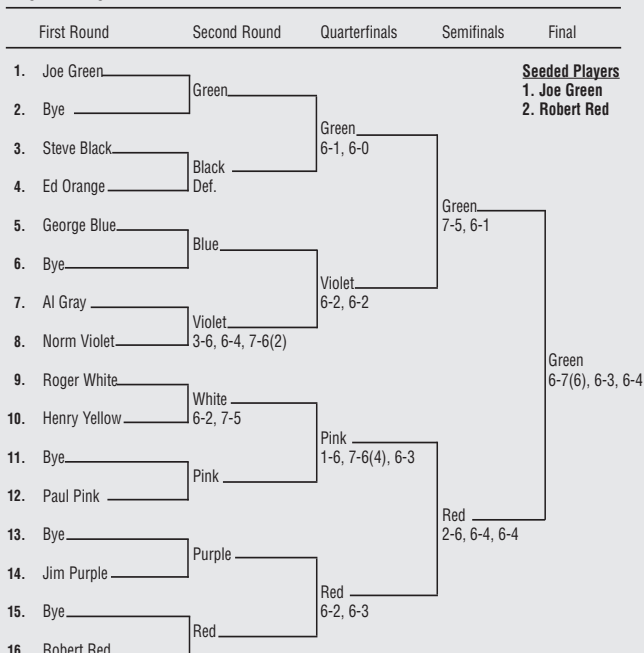 First Round Second Round Quarterfinals Semifinals Final
Seeded Players
1. Joe Green
2. Robert Red
1. Joe Green
Green
2. Bye
Green
6-1, 6-0
3. Steve Black
Black
Def.
4. Ed Orange
Green
7-5, 6-1
5. George Blue
Blue
6. Bye
Violet
6-2, 6-2
7. Al Gray
Violet
3-6, 6-4, 7-6(2)
8. Norm Violet
Green
6-7(6), 6-3, 6-4
9. Roger White
White
6-2, 7-5
10. Henry Yellow
Pink
1-6, 7-6(4), 6-3
11. Bye
Pink
12. Paul Pink
Red
2-6, 6-4, 6-4
13. Bye
Purple
14. Jim Purple
Red
6-2, 6-3
15. Bye
Red
16. Robert Red